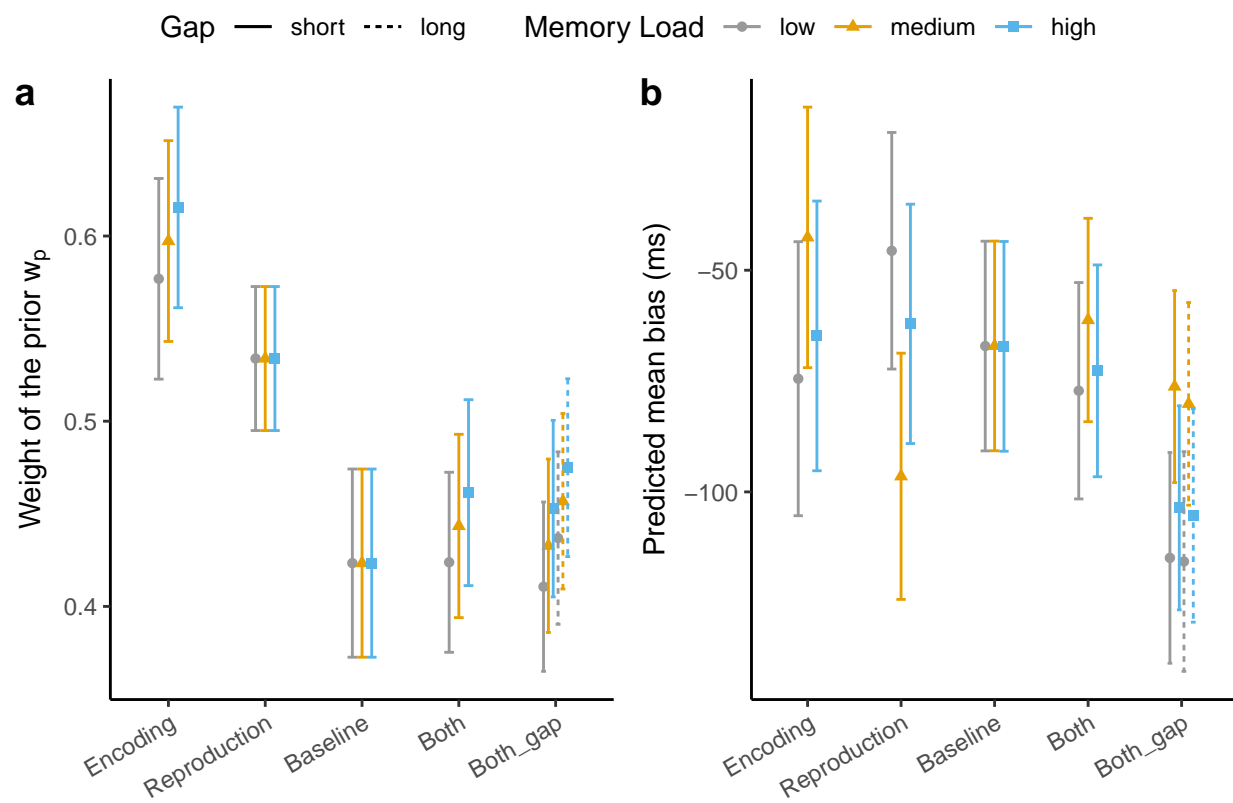 Gap short long Memory Load low medium high
a
Weight of the prior wp
0.6
0.5
0.4
Encoding
Reproduction
Baseline
Both
Both_gap
b
Predicted mean bias (ms)
−50
−100
Encoding
Reproduction
Baseline
Both
Both_gap